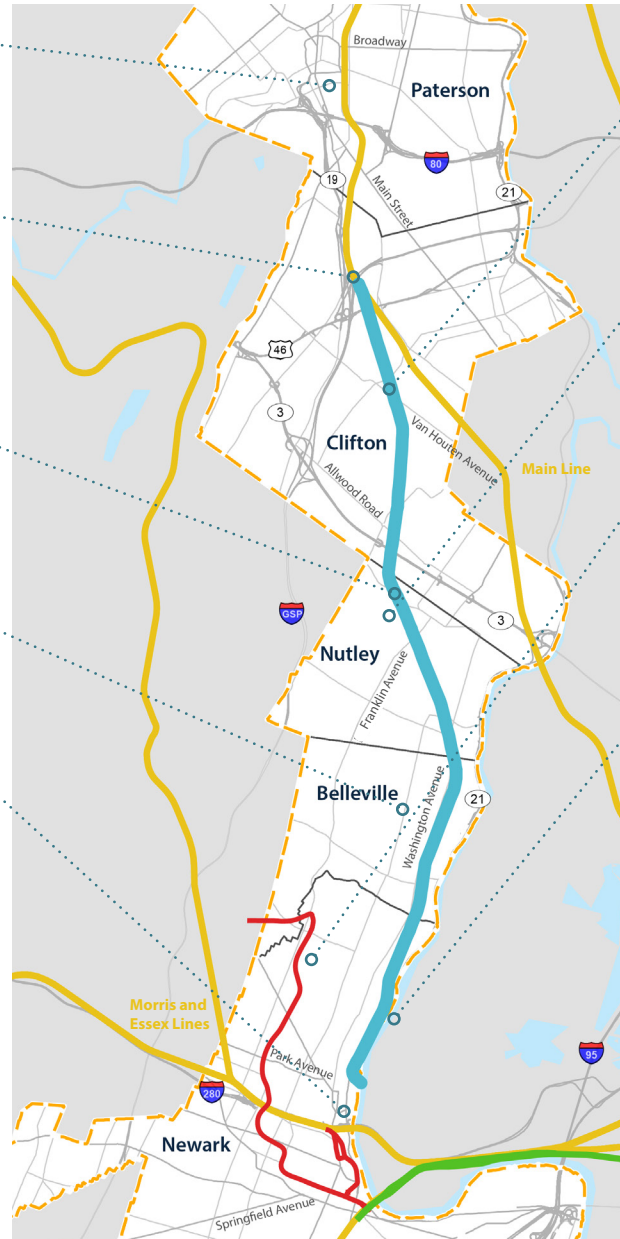 Broadway
Paterson
80
19
21
Main Street
46
3
Van Houten Avenue
Clifton
Main Line
Allwood Road
GSP
3
Nutley
Franklin Avenue
Belleville
21
Washington Avenue
Morris and
Essex Lines
95
Park Avenue
280
Newark
Springfield Avenue